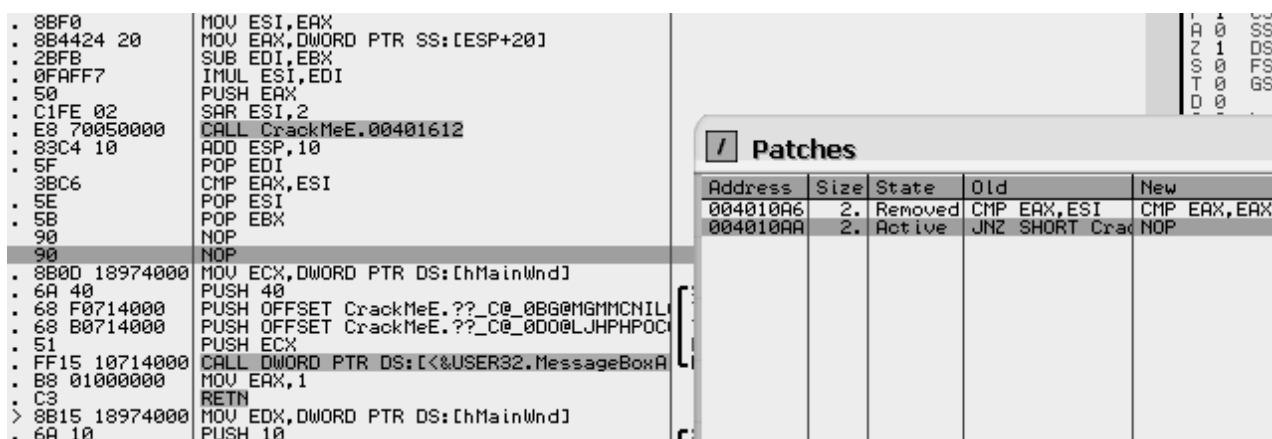 . 8BF0 MOV ESI,EAX
. 8B4424 20 MOV EAX,DWORD PTR SS:[ESP+20]
. 2BFB SUB EDI,EBX
. 0FAFF7 IMUL ESI,EDI
. 50 PUSH EAX
. C1FE 02 SAR ESI,2
. E8 70050000 CALL CrackMeE.00401612
. 83C4 10 ADD ESP,10
. 5F POP EDI
3BC6 CMP EAX,ESI
. 5E POP ESI
. 5B POP EBX
90 NOP
90 NOP
. 8B0D 18974000 MOV ECX,DWORD PTR DS:[hMainWnd]
. 6A 40 PUSH 40
. 68 F0714000 PUSH OFFSET CrackMeE.??_C@_0BG@MGMMCNIL
. 68 B0714000 PUSH OFFSET CrackMeE.??_C@_0DO@LJHPHPOC
. 51 PUSH ECX
. FF15 10714000 CALL DWORD PTR DS:[<&USER32.MessageBoxA
. B8 01000000 MOV EAX,1
. C3 RETN
> 8B15 18974000 MOV EDX,DWORD PTR DS:[hMainWnd]
. 6A 10 PUSH 10
A 0 SS
Z 1 DS
S 0 FS
T 0 GS
D 0
/ Patches
Address Size State Old New
004010A6 2. Removed CMP EAX,ESI CMP EAX,EAX
004010AA 2. Active JNZ SHORT Crac NOP